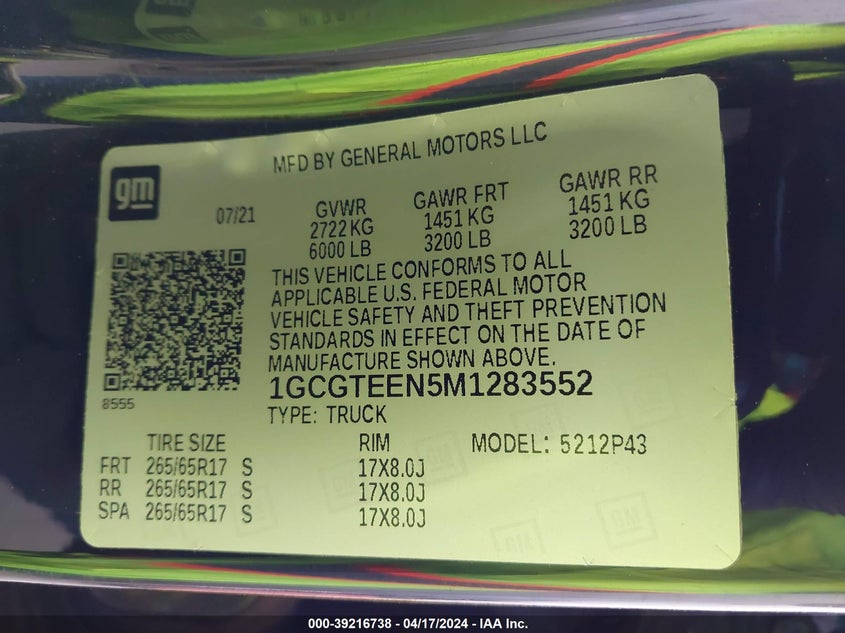 MFD BY GENERAL MOTORS LLC
gm
07/21
GVWR GAWR FRT GAWR RR
2722 KG 1451 KG 1451 KG
6000 LB 3200 LB 3200 LB
THIS VEHICLE CONFORMS TO ALL
APPLICABLE U.S. FEDERAL MOTOR
VEHICLE SAFETY AND THEFT PREVENTION
STANDARDS IN EFFECT ON THE DATE OF
MANUFACTURE SHOWN ABOVE.
8555
1GCGTEEN5M1283552
TYPE: TRUCK
TIRE SIZE RIM MODEL: 5212P43
FRT 265/65R17 S 17X8.0J
RR 265/65R17 S 17X8.0J
SPA 265/65R17 S 17X8.0J
GM GM
000-39216738 - 04/17/2024 - IAA Inc.